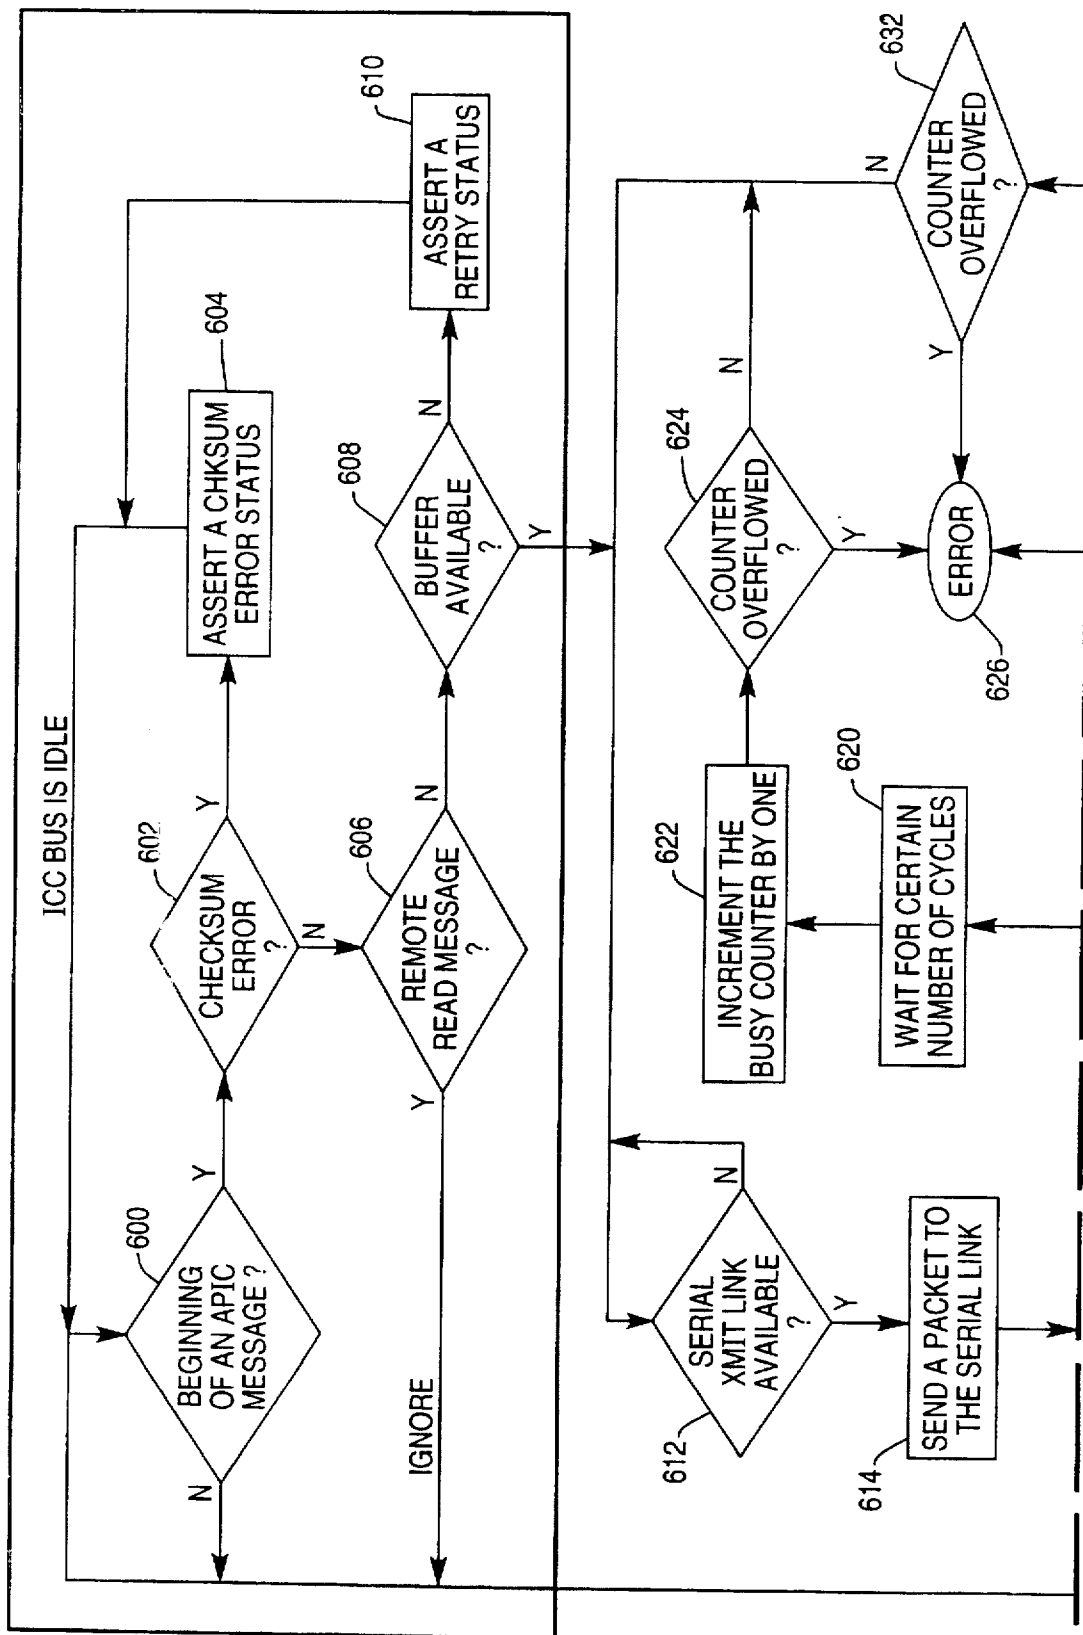 ICC BUS IS IDLE
600
BEGINNING
OF AN APIC
MESSAGE ?
N
Y
602
CHECKSUM
ERROR
?
Y
N
604
ASSERT A CHKSUM
ERROR STATUS
606
REMOTE
READ MESSAGE
?
Y
IGNORE
N
608
BUFFER
AVAILABLE
?
N
Y
610
ASSERT A
RETRY STATUS
612
SERIAL
XMIT LINK
AVAILABLE
?
N
Y
614
SEND A PACKET TO
THE SERIAL LINK
620
WAIT FOR CERTAIN
NUMBER OF CYCLES
622
INCREMENT THE
BUSY COUNTER BY ONE
624
COUNTER
OVERFLOWED
?
N
Y
626
ERROR
632
COUNTER
OVERFLOWED
?
N
Y